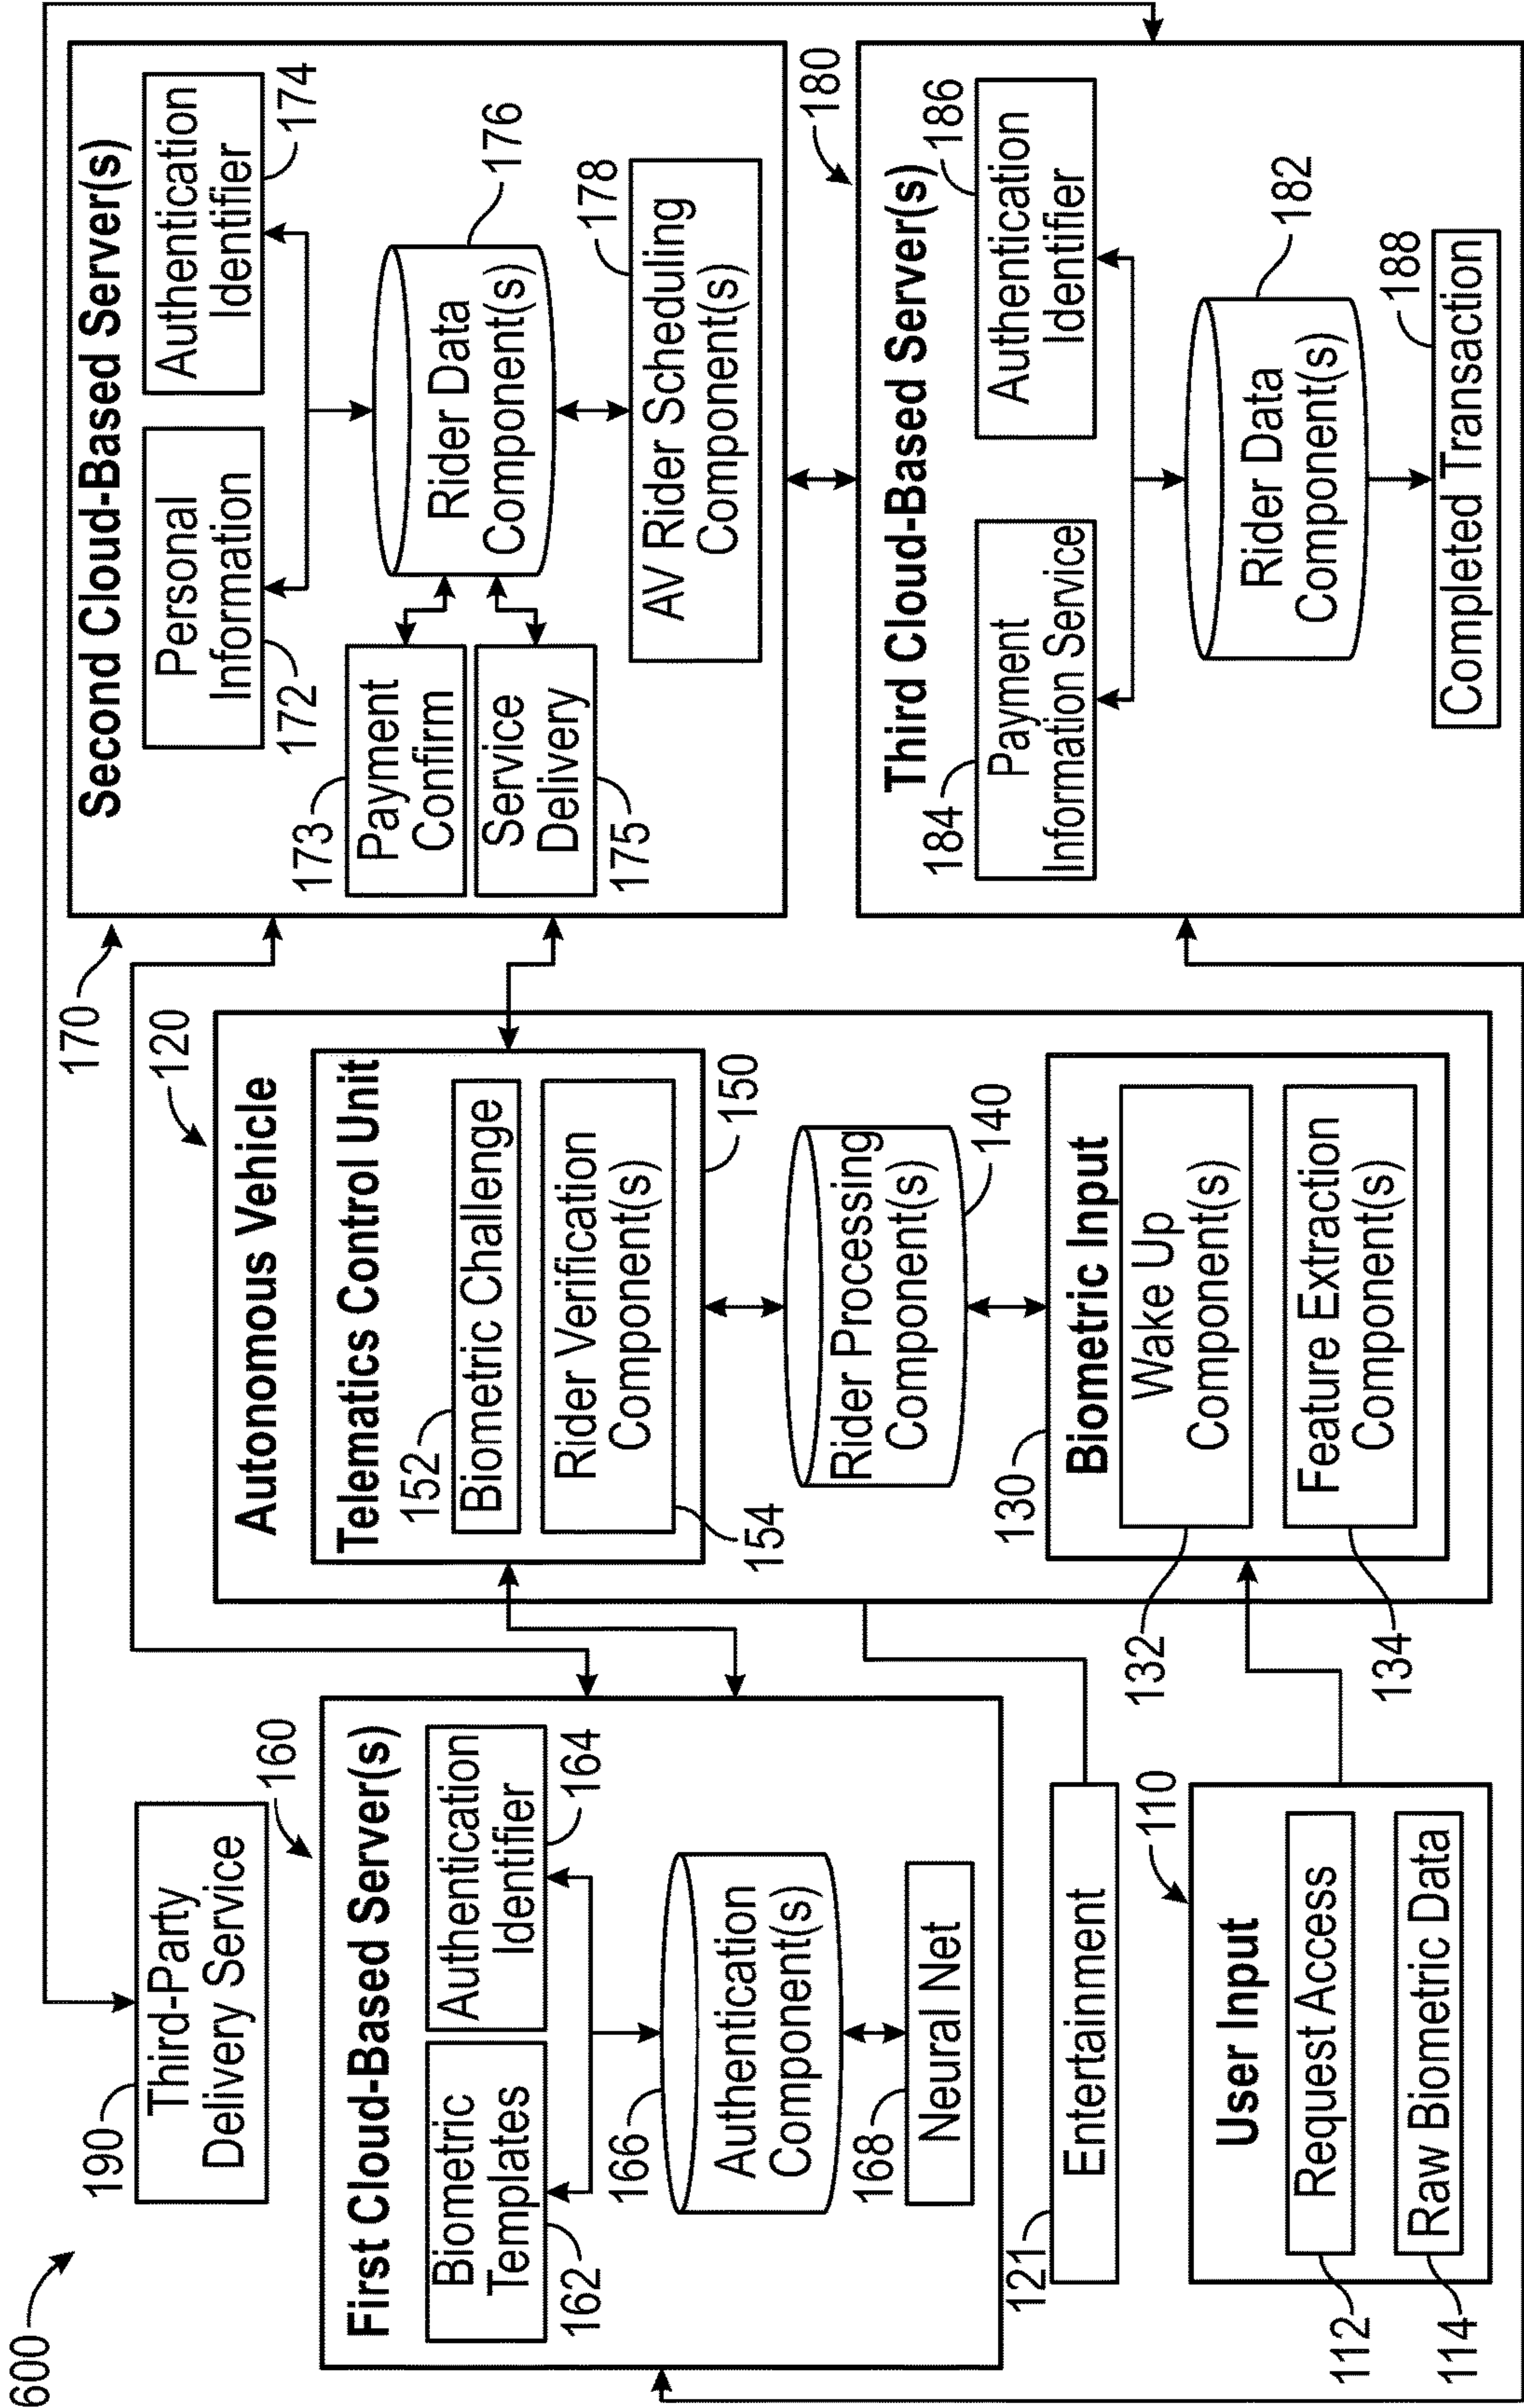 600
190
Third-Party
Delivery Service
160
First Cloud-Based Server(s)
Biometric
Templates
162
Authentication
Identifier
164
166
Authentication
Component(s)
168
Neural Net
121
Entertainment
110
User Input
112
Request Access
114
Raw Biometric Data
120
Autonomous Vehicle
Telematics Control Unit
152
Biometric Challenge
150
154
Rider Verification
Component(s)
Rider Processing
Component(s)
140
130
Biometric Input
132
Wake Up
Component(s)
134
Feature Extraction
Component(s)
170
Second Cloud-Based Server(s)
Personal
Information
172
Authentication
Identifier
174
173
Payment
Confirm
Service
Delivery
175
Rider Data
Component(s)
176
178
AV Rider Scheduling
Component(s)
180
Third Cloud-Based Server(s)
184
Payment
Information Service
186
Authentication
Identifier
Rider Data
Component(s)
182
188
Completed Transaction